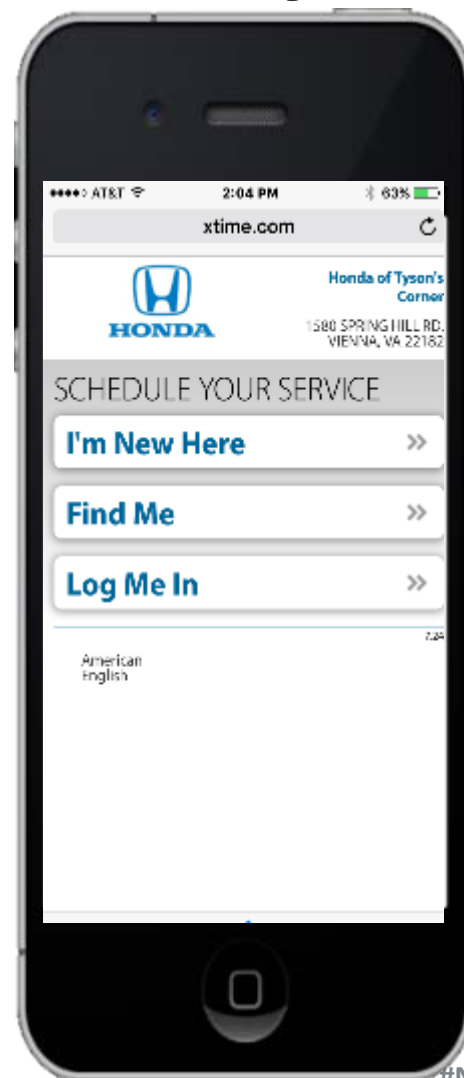 AT&T
2:04 PM
63%
xtime.com
HONDA
Honda of Tyson's
Corner
1580 SPRING HILL RD.
VIENNA, VA 22182
SCHEDULE YOUR SERVICE
I'm New Here
Find Me
Log Me In
American
English